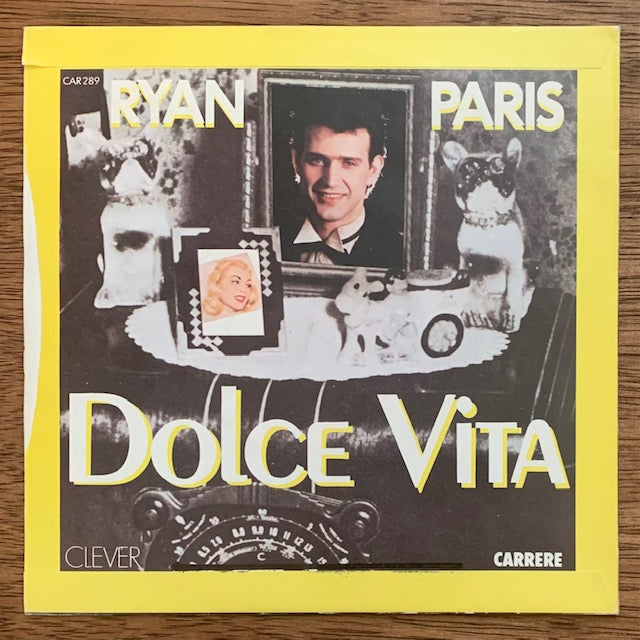 CAR 289
RYAN PARIS
DOLCE VITA
CLEVER
CARRERE